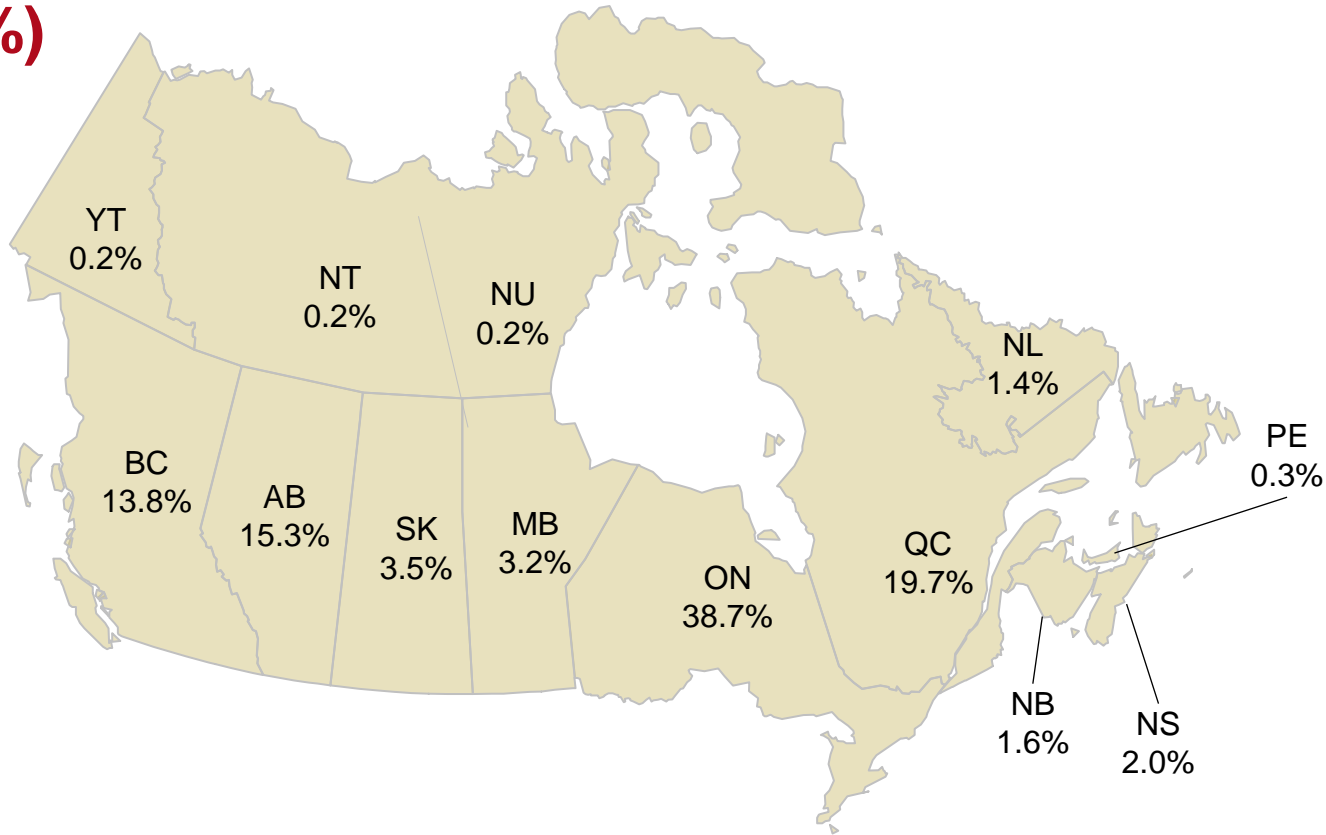 %)
YT
0.2%
NT
0.2%
NU
0.2%
NL
1.4%
PE
0.3%
BC
13.8%
AB
15.3%
SK
3.5%
MB
3.2%
ON
38.7%
QC
19.7%
NB
1.6%
NS
2.0%